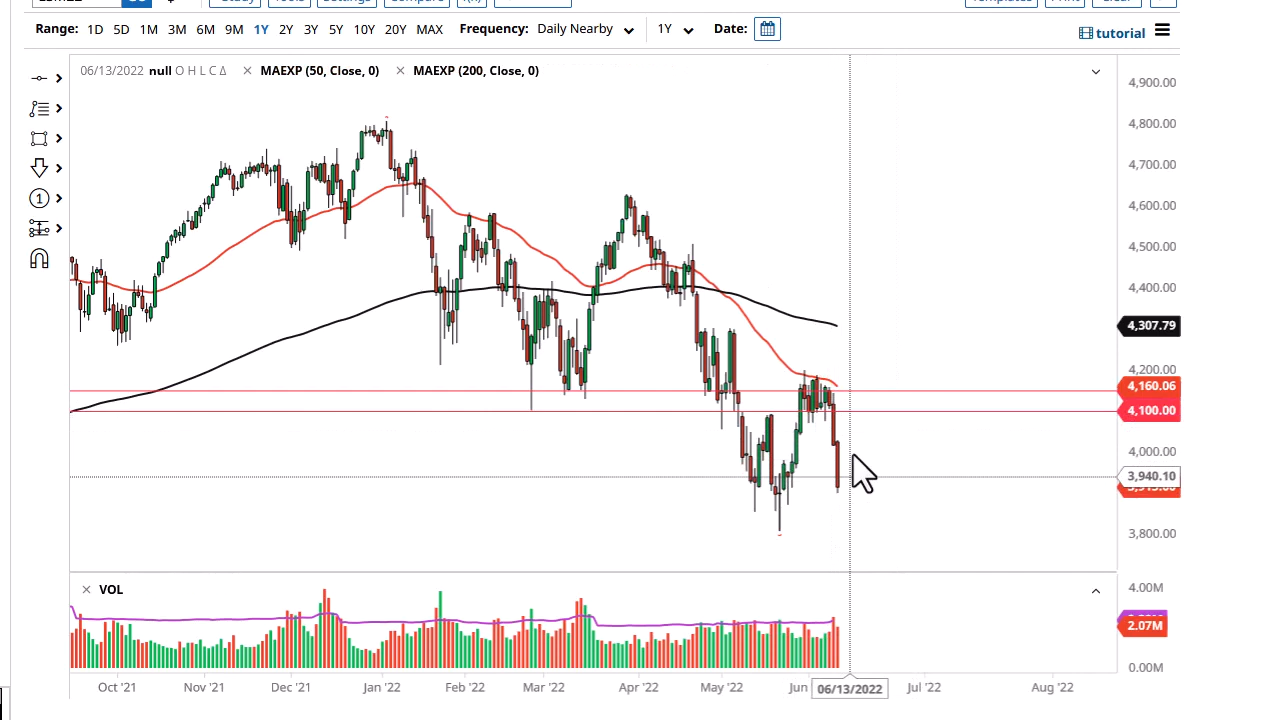 Range: 1D 5D 1M 3M 6M 9M 1Y 2Y 3Y 5Y 10Y 20Y MAX Frequency: Daily Nearby 1Y Date:
tutorial
06/13/2022 null O H L C Δ × MAEXP (50, Close, 0) × MAEXP (200, Close, 0)
4,900.00
4,800.00
4,700.00
4,600.00
4,500.00
4,400.00
4,307.79
4,200.00
4,160.06
4,100.00
4,000.00
3,940.10
3,800.00
× VOL
4.00M
2.07M
0.00M
Oct '21 Nov '21 Dec '21 Jan '22 Feb '22 Mar '22 Apr '22 May '22 Jun 06/13/2022 Jul '22 Aug '22
1